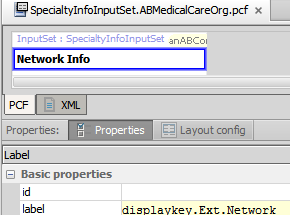 SpecialtyInfoInputSet.ABMedicalCareOrg.pcf
InputSet : SpecialtyInfoInputSet
Network Info
PCF XML
Properties: Properties Layout config
Label
Basic properties
id
label displaykey.Ext.Network